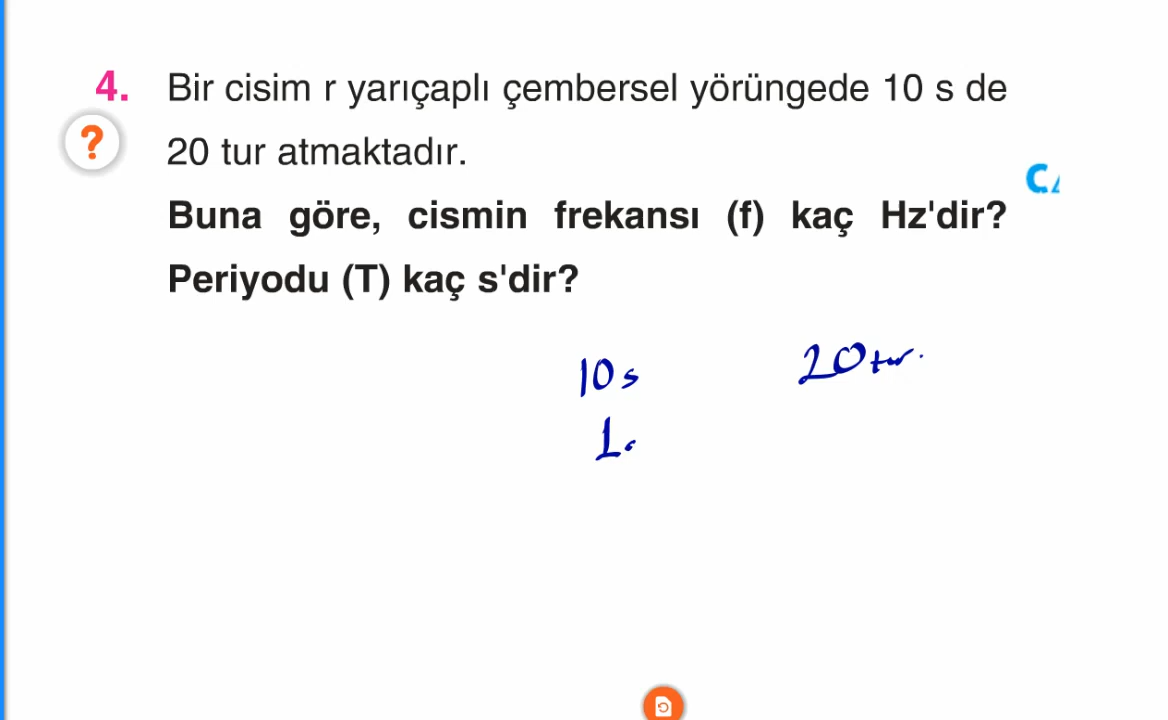 4. Bir cisim r yarıçaplı çembersel yörüngede 10 s de
? 20 tur atmaktadır.
Buna göre, cismin frekansı (f) kaç Hz'dir?
Periyodu (T) kaç s'dir?
10 s 20 tur.
1